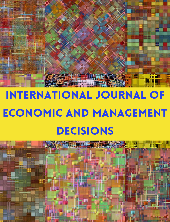 INTERNATIONAL JOURNAL OF
ECONOMIC AND MANAGEMENT
DECISIONS